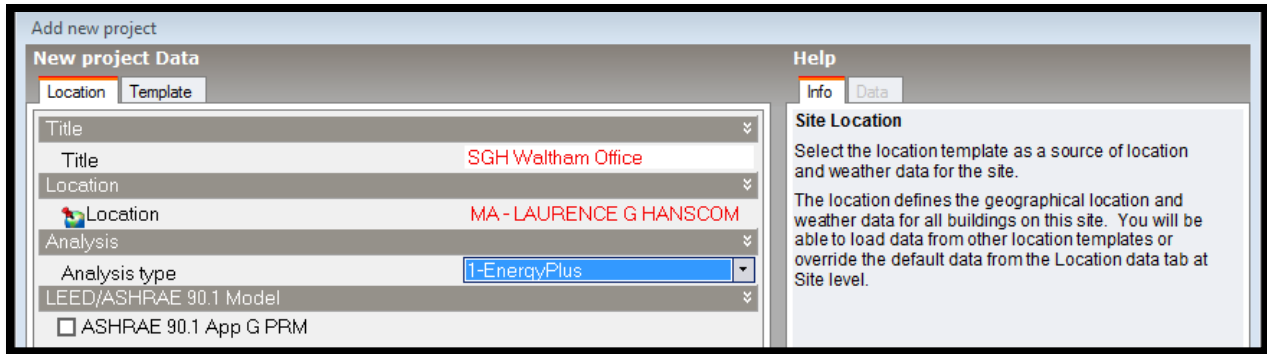 Add new project
New project Data
Location Template
Title
Title SGH Waltham Office
Location
Location MA - LAURENCE G HANSCOM
Analysis
Analysis type 1-EnergyPlus
LEED/ASHRAE 90.1 Model
ASHRAE 90.1 App G PRM
Help
Info Data
Site Location
Select the location template as a source of location
and weather data for the site.
The location defines the geographical location and
weather data for all buildings on this site. You will be
able to load data from other location templates or
override the default data from the Location data tab at
Site level.